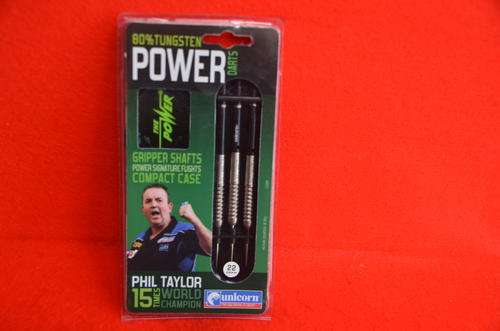 80% TUNGSTEN
POWER
DARTS
THE
POWER
GRIPPER SHAFTS
POWER SIGNATURE FLIGHTS
COMPACT CASE
22
PHIL TAYLOR
15 TIMES WORLD CHAMPION
unicorn